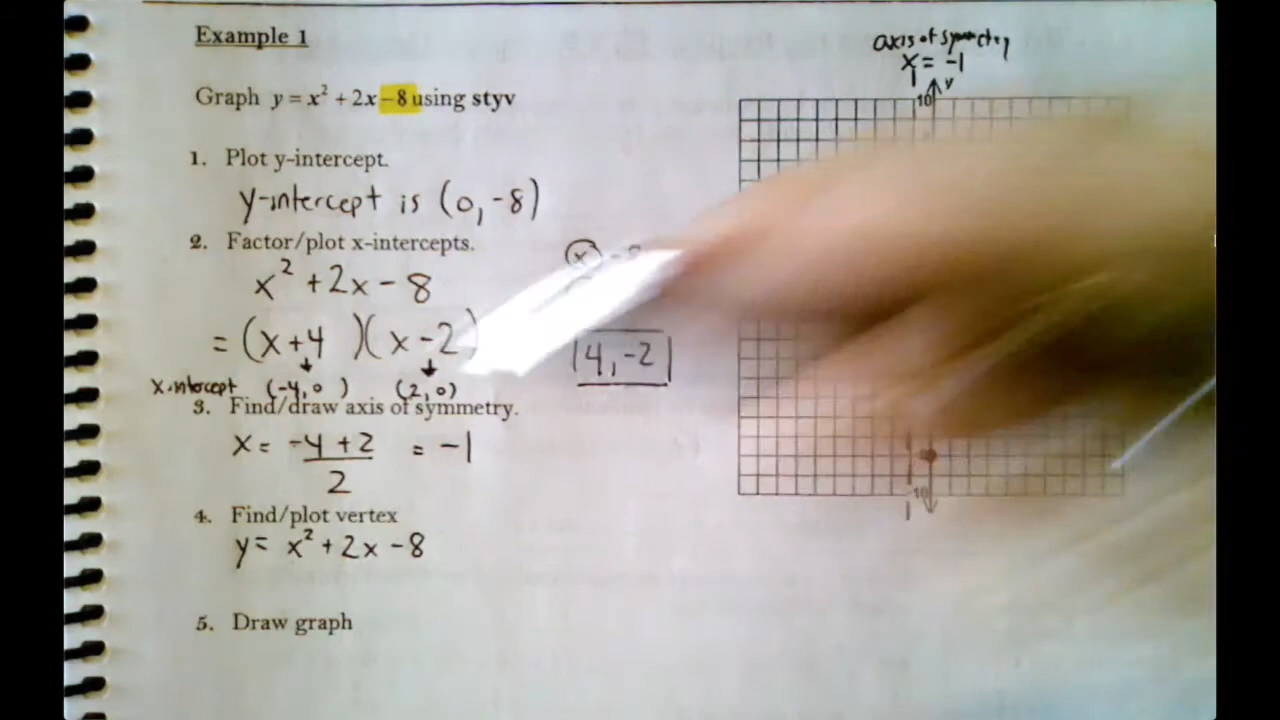 Example 1
Graph y = x² + 2x - 8 using styv
1. Plot y-intercept.
y-intercept is (0, -8)
2. Factor/plot x-intercepts.
x² + 2x - 8
= (x+4 )(x-2)
x-intercept (-4,0 ) (2,0)
3. Find/draw axis of symmetry.
x = -4+2 / 2 = -1
4. Find/plot vertex
y = x² + 2x - 8
5. Draw graph
x
4, -2
axis of symmetry
x = -1
10 y